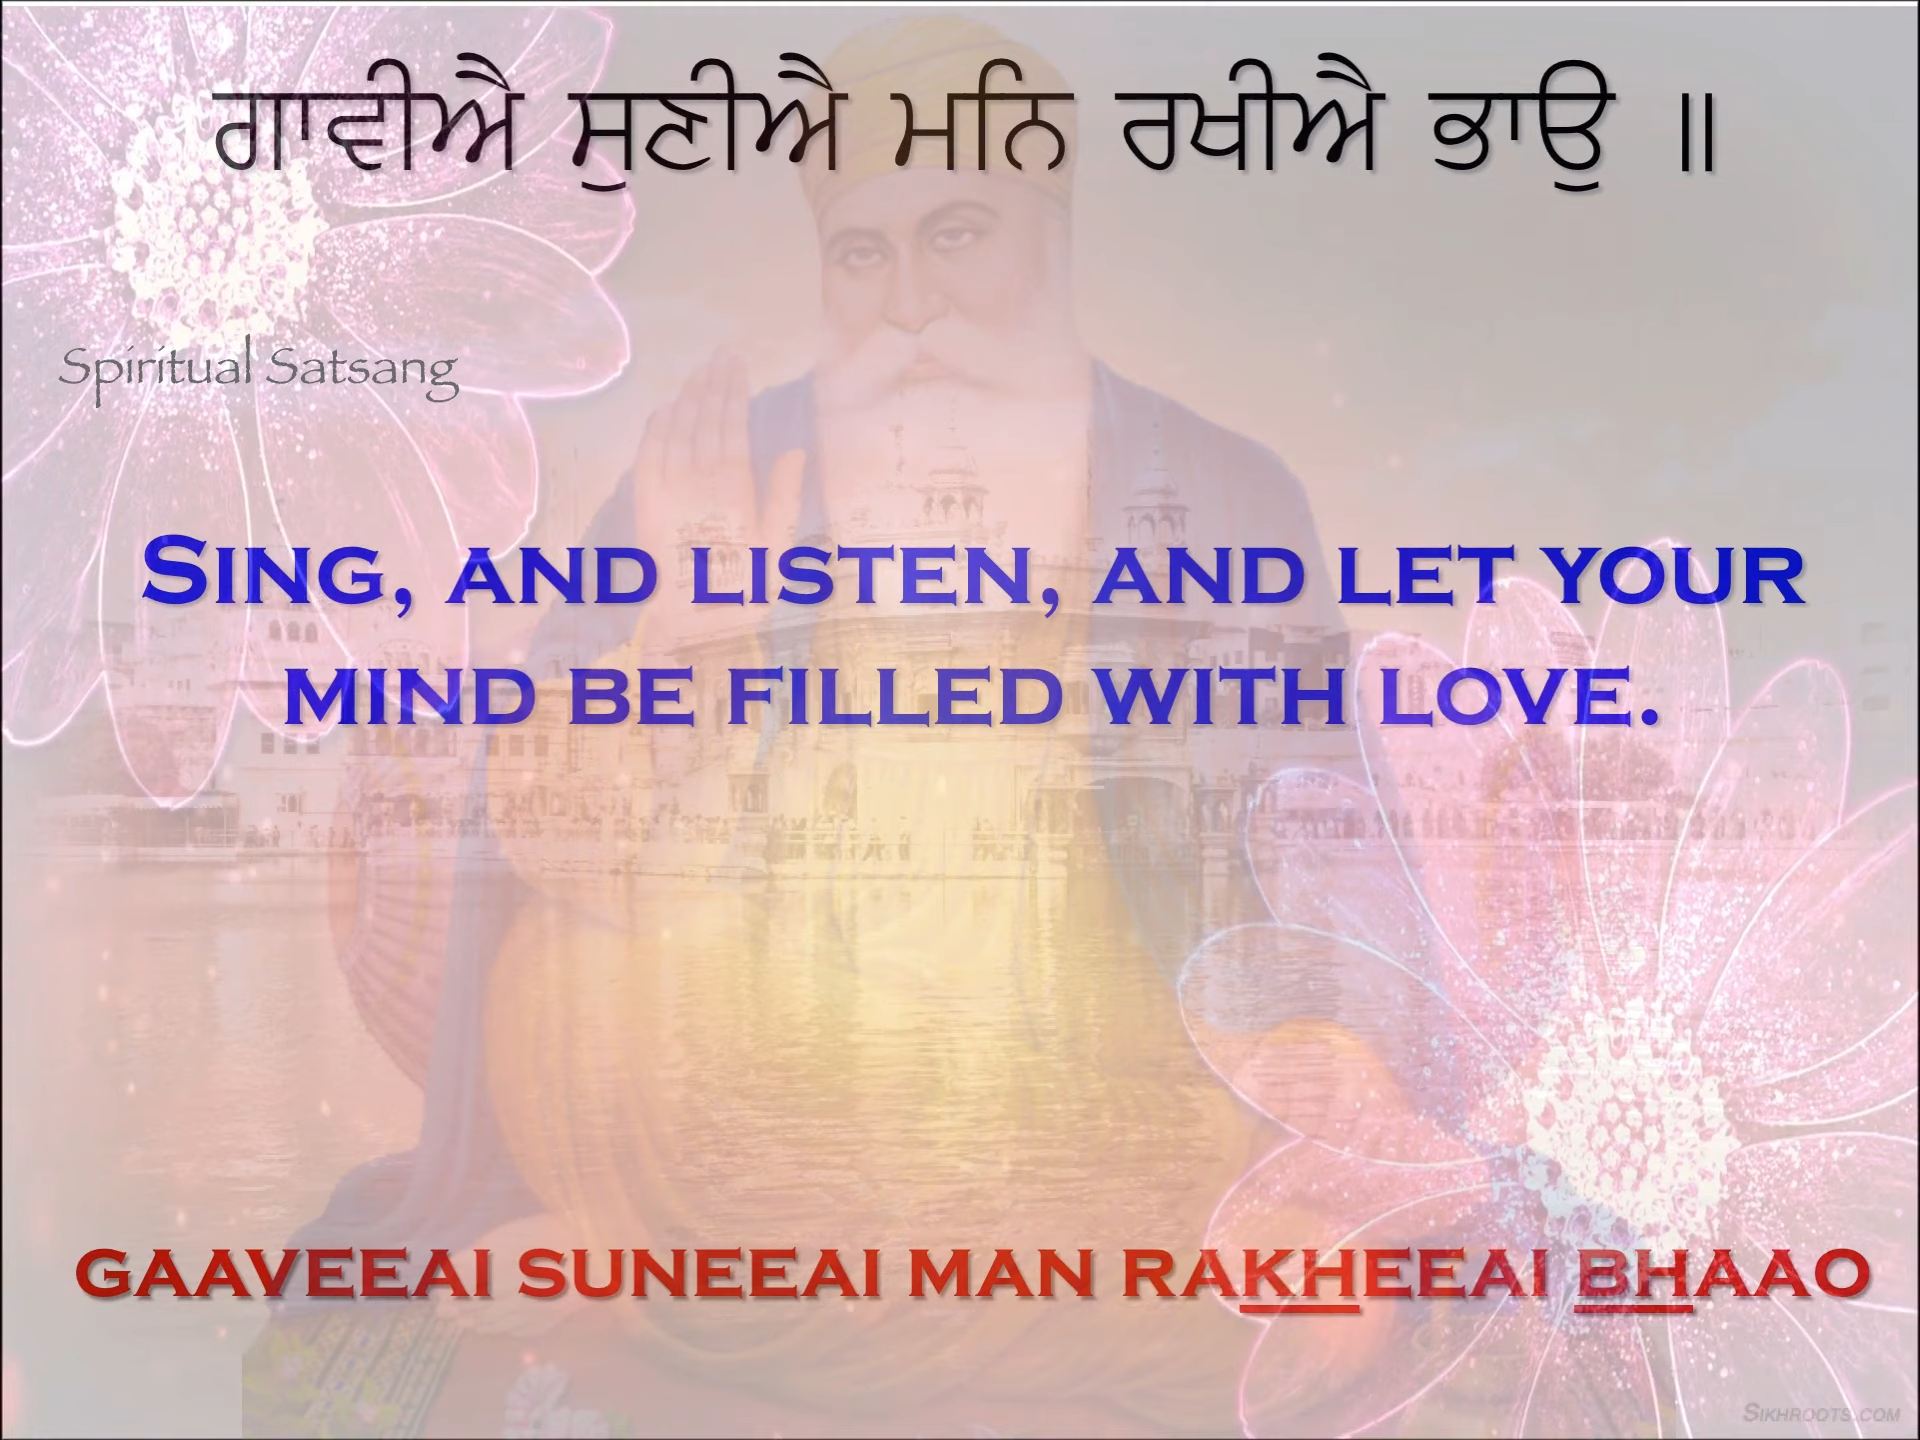 ਗਾਵੀਐ ਸੁਣੀਐ ਮਨਿ ਰਖੀਐ ਭਾਉ ॥
Spiritual Satsang
SING, AND LISTEN, AND LET YOUR
MIND BE FILLED WITH LOVE.
GAAVEEAI SUNEEAI MAN RAKHEEAI BHAAO
SIKHROOTS.COM